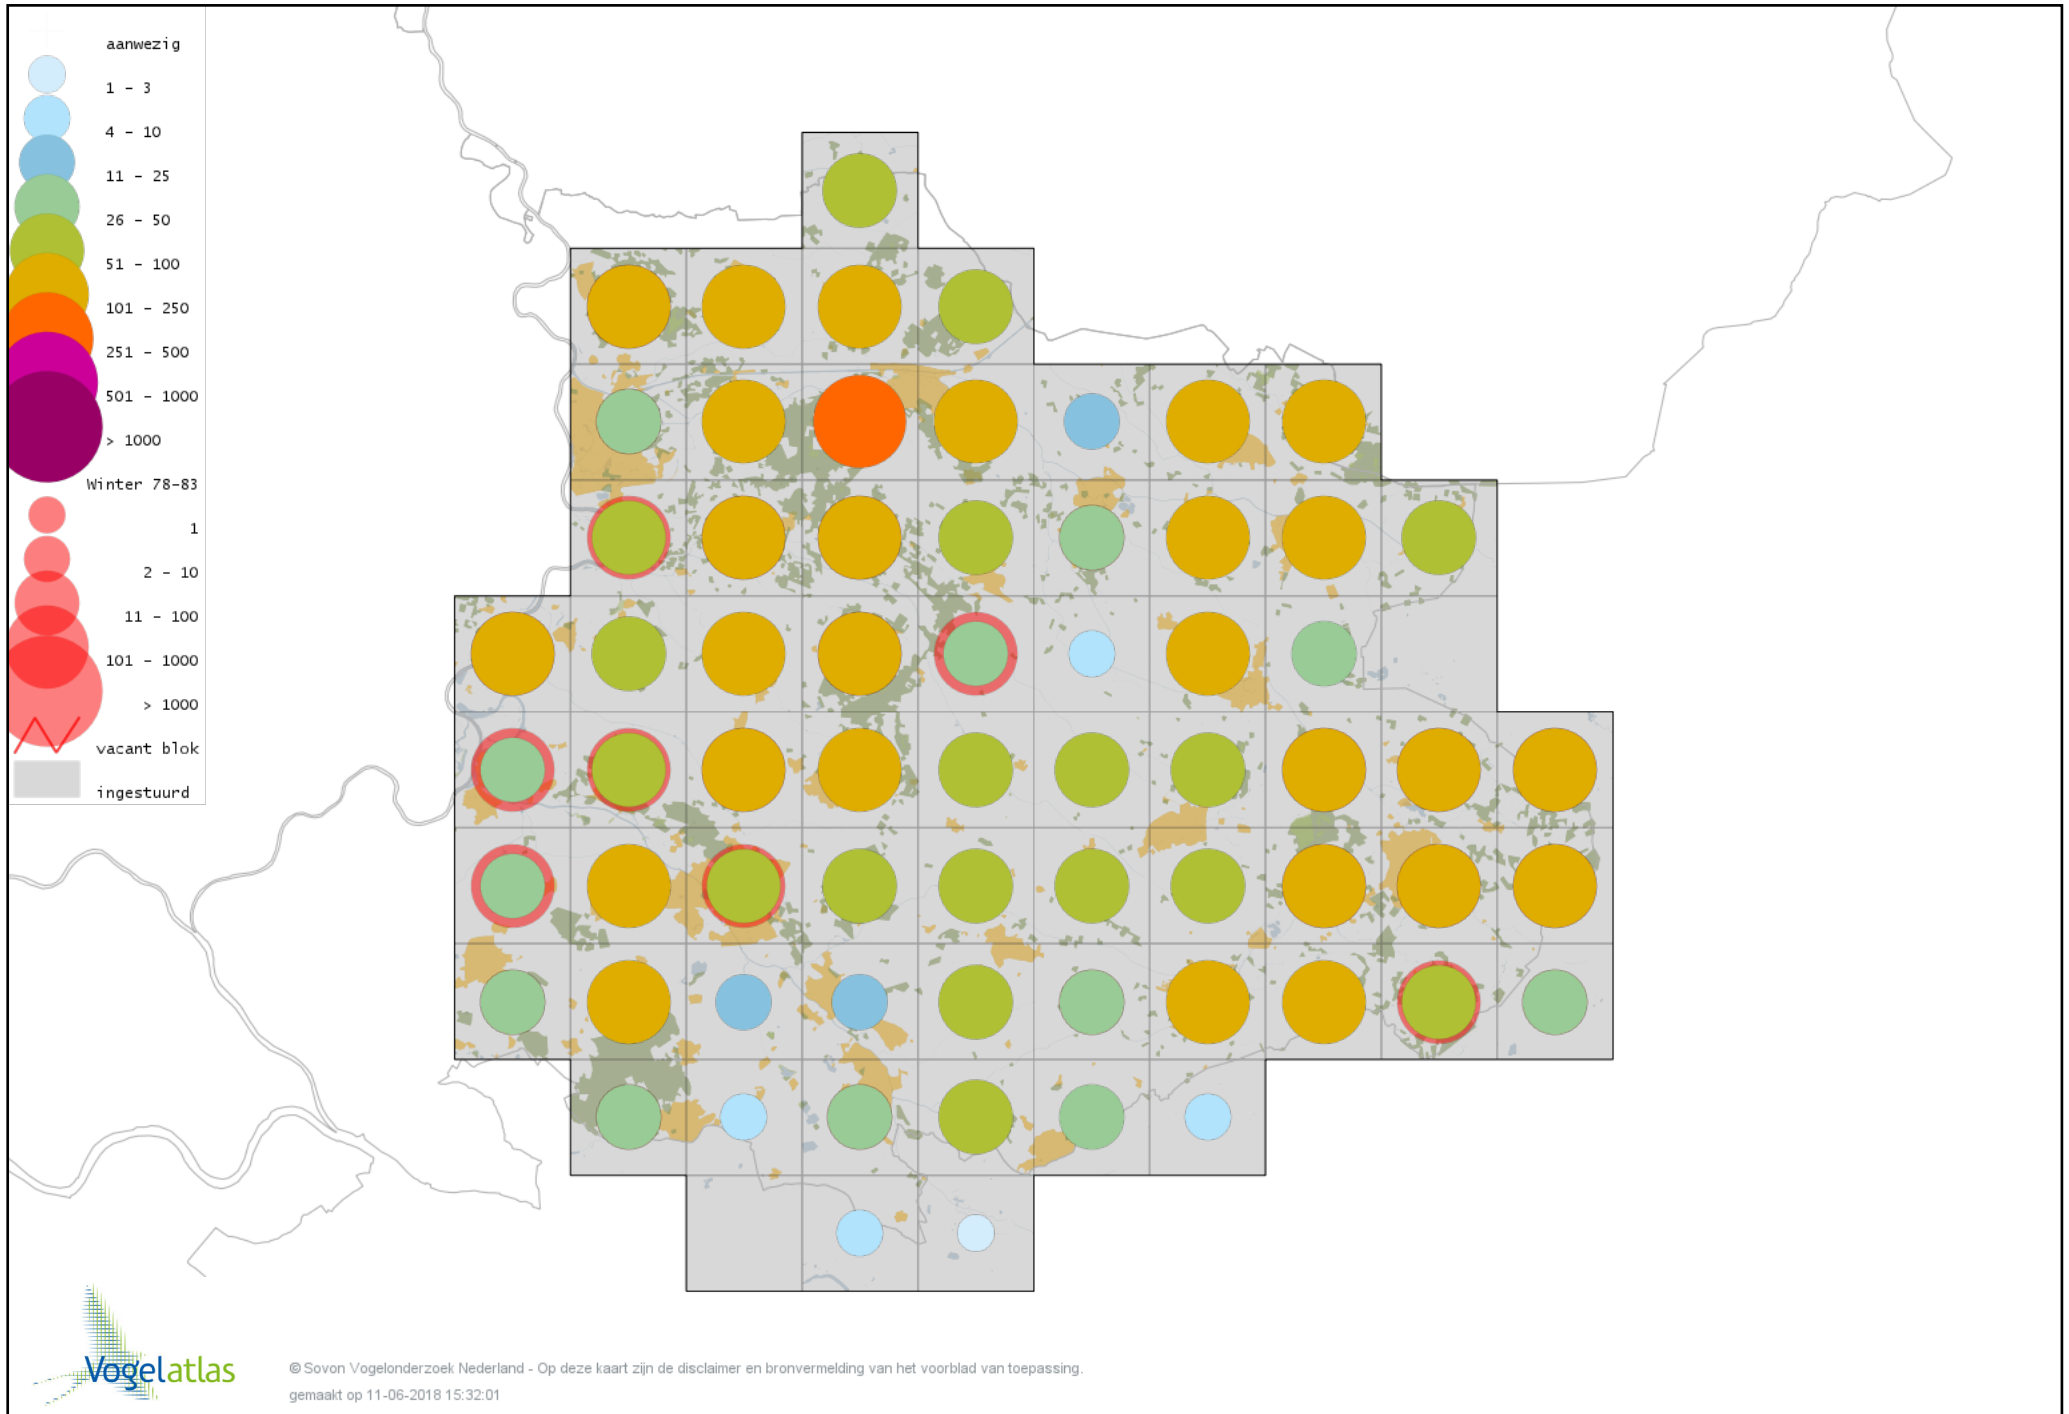 aanwezig
1 - 3
4 - 10
11 - 25
26 - 50
51 - 100
101 - 250
251 - 500
501 - 1000
> 1000
Winter 78-83
1
2 - 10
11 - 100
101 - 1000
> 1000
vacant blok
ingestuurd
Vogelatlas
© Sovon Vogelonderzoek Nederland - Op deze kaart zijn de disclaimer en bronvermelding van het voorblad van toepassing.
gemaakt op 11-06-2018 15:32:01